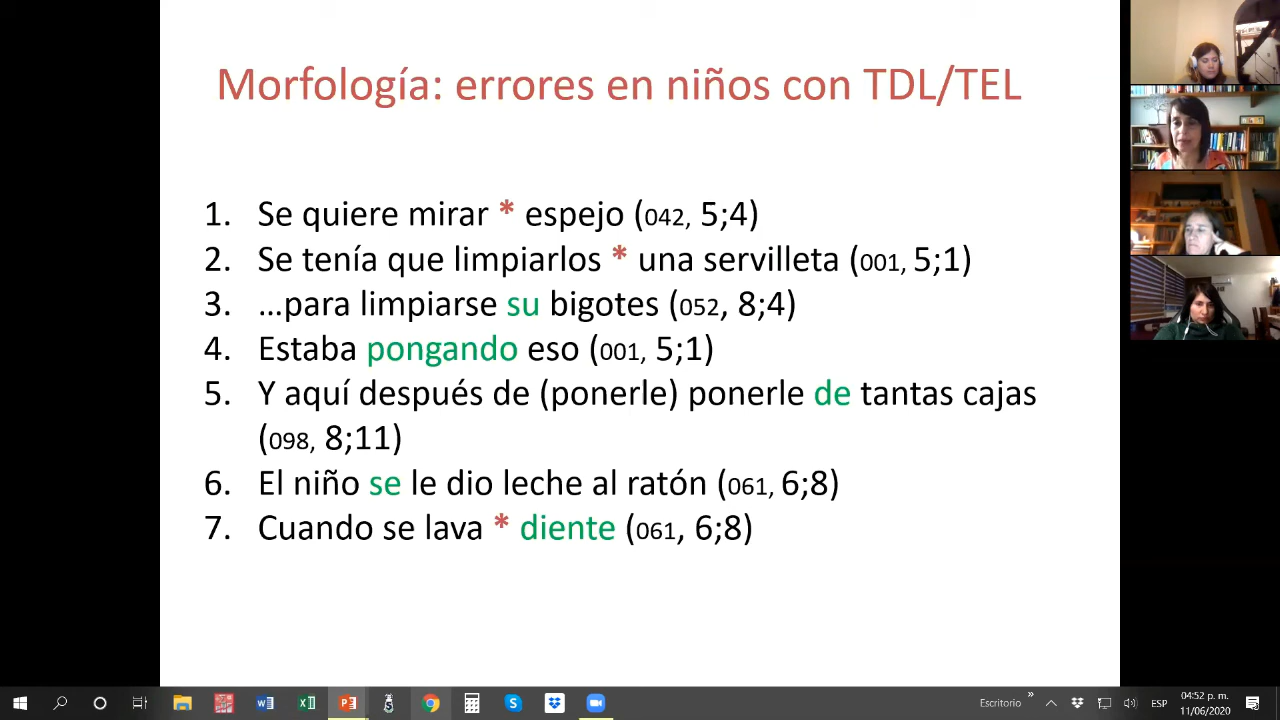 Morfología: errores en niños con TDL/TEL
1. Se quiere mirar * espejo (042, 5;4)
2. Se tenía que limpiarlos * una servilleta (001, 5;1)
3. ...para limpiarse su bigotes (052, 8;4)
4. Estaba pongando eso (001, 5;1)
5. Y aquí después de (ponerle) ponerle de tantas cajas
(098, 8;11)
6. El niño se le dio leche al ratón (061, 6;8)
7. Cuando se lava * diente (061, 6;8)
Escritorio » ESP 04:52 p. m.
11/06/2020